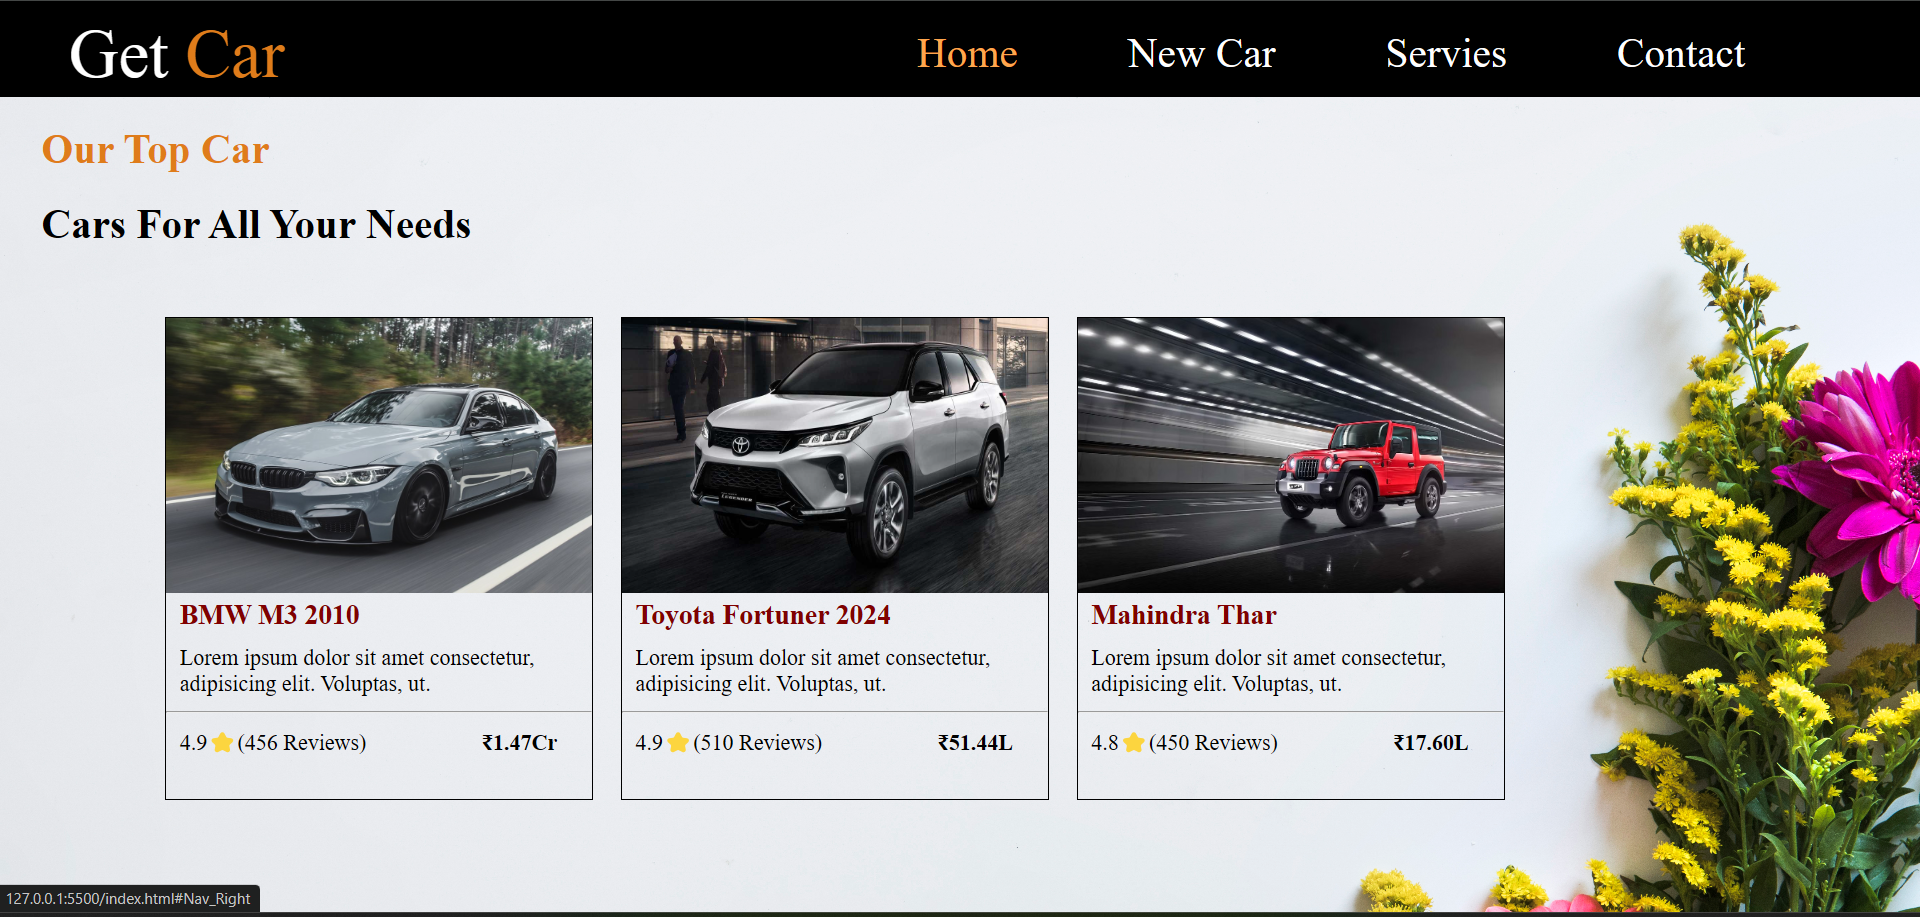 Get Car
Home New Car Servies Contact
Our Top Car
Cars For All Your Needs
LEGENDER
BMW M3 2010
Lorem ipsum dolor sit amet consectetur,
adipisicing elit. Voluptas, ut.
4.9 ⭐ (456 Reviews) ₹1.47Cr
Toyota Fortuner 2024
Lorem ipsum dolor sit amet consectetur,
adipisicing elit. Voluptas, ut.
4.9 ⭐ (510 Reviews) ₹51.44L
Mahindra Thar
Lorem ipsum dolor sit amet consectetur,
adipisicing elit. Voluptas, ut.
4.8 ⭐ (450 Reviews) ₹17.60L
127.0.0.1:5500/index.html#Nav_Right